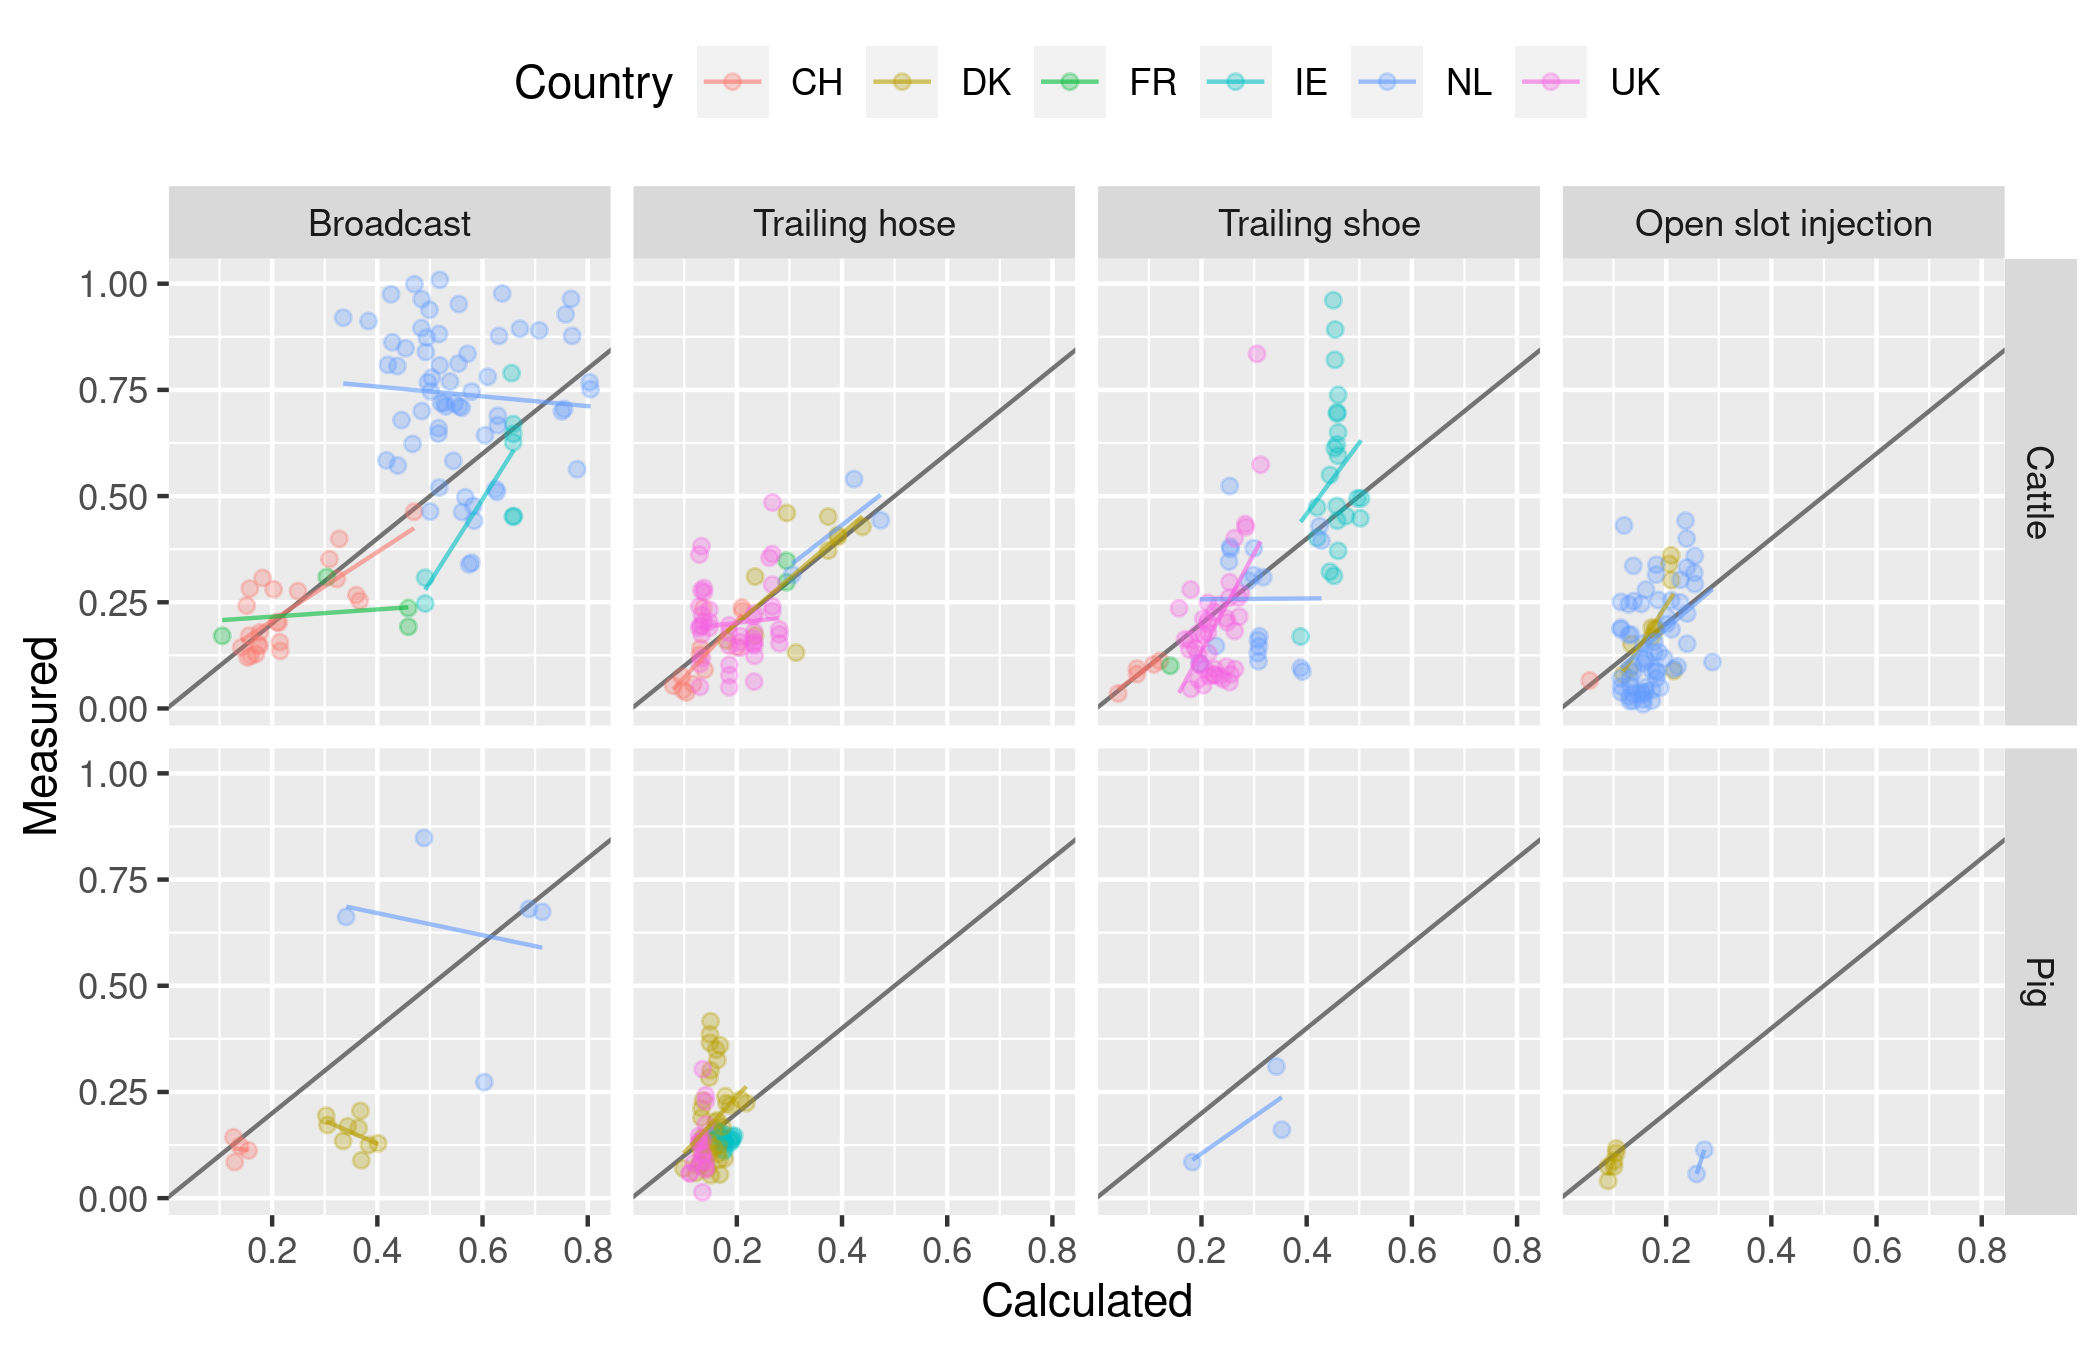 Country CH DK FR IE NL UK
Broadcast Trailing hose Trailing shoe Open slot injection
1.00
0.75
0.50
0.25
0.00
Cattle
Measured
1.00
0.75
0.50
0.25
0.00
Pig
0.2 0.4 0.6 0.8 0.2 0.4 0.6 0.8 0.2 0.4 0.6 0.8 0.2 0.4 0.6 0.8
Calculated